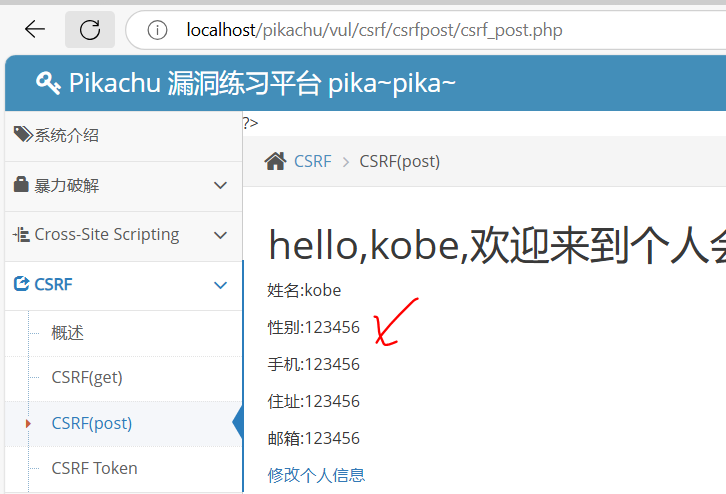 localhost/pikachu/vul/csrf/csrfpost/csrf_post.php
Pikachu 漏洞练习平台 pika~pika~
系统介绍
暴力破解
Cross-Site Scripting
CSRF
概述
CSRF(get)
CSRF(post)
CSRF Token
?>
CSRF > CSRF(post)
hello,kobe,欢迎来到个人会
姓名:kobe
性别:123456
手机:123456
住址:123456
邮箱:123456
修改个人信息